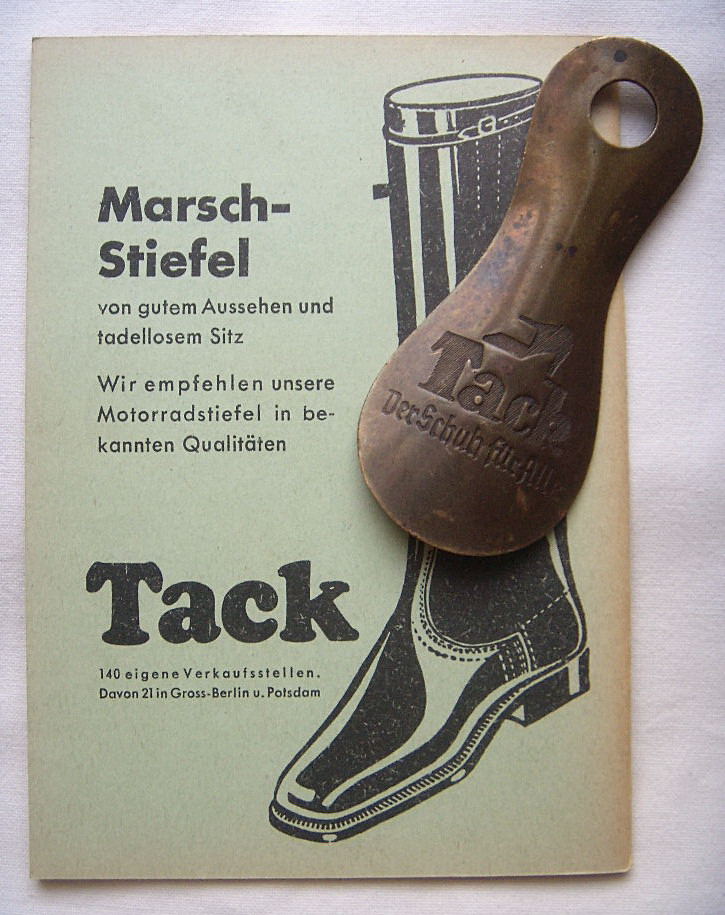 Marsch-
Stiefel
von gutem Aussehen und
tadellosem Sitz
Wir empfehlen unsere
Motorradstiefel in be-
kannten Qualitäten
Tack
140 eigene Verkaufsstellen.
Davon 21 in Gross-Berlin u. Potsdam
Tack
Der Schuh für Alle